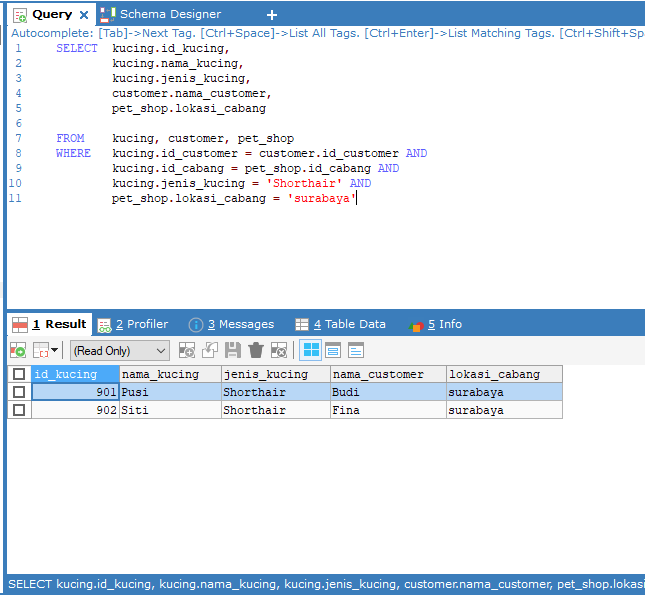 Query
Schema Designer
Autocomplete: [Tab]->Next Tag. [Ctrl+Space]->List All Tags. [Ctrl+Enter]->List Matching Tags. [Ctrl+Shift+Sp
1 SELECT kucing.id_kucing,
2 kucing.nama_kucing,
3 kucing.jenis_kucing,
4 customer.nama_customer,
5 pet_shop.lokasi_cabang
6
7 FROM kucing, customer, pet_shop
8 WHERE kucing.id_customer = customer.id_customer AND
9 kucing.id_cabang = pet_shop.id_cabang AND
10 kucing.jenis_kucing = 'Shorthair' AND
11 pet_shop.lokasi_cabang = 'surabaya'
1 Result 2 Profiler 3 Messages 4 Table Data 5 Info
(Read Only)
id_kucing nama_kucing jenis_kucing nama_customer lokasi_cabang
901 Pusi Shorthair Budi surabaya
902 Siti Shorthair Fina surabaya
SELECT kucing.id_kucing, kucing.nama_kucing, kucing.jenis_kucing, customer.nama_customer, pet_shop.lokasi